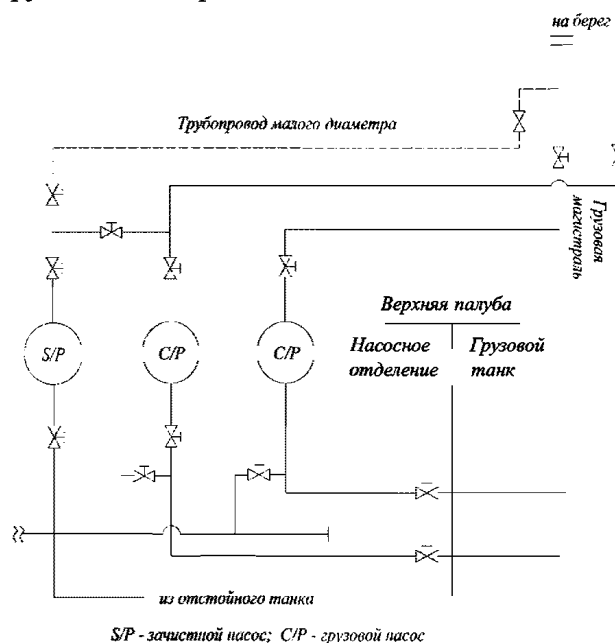 на берег
Трубопровод малого диаметра
Грузовая
магистраль
Верхняя палуба
S/P
C/P
C/P
Насосное
отделение
Грузовой
танк
из отстойного танка
S/P - зачистной насос; C/P - грузовой насос